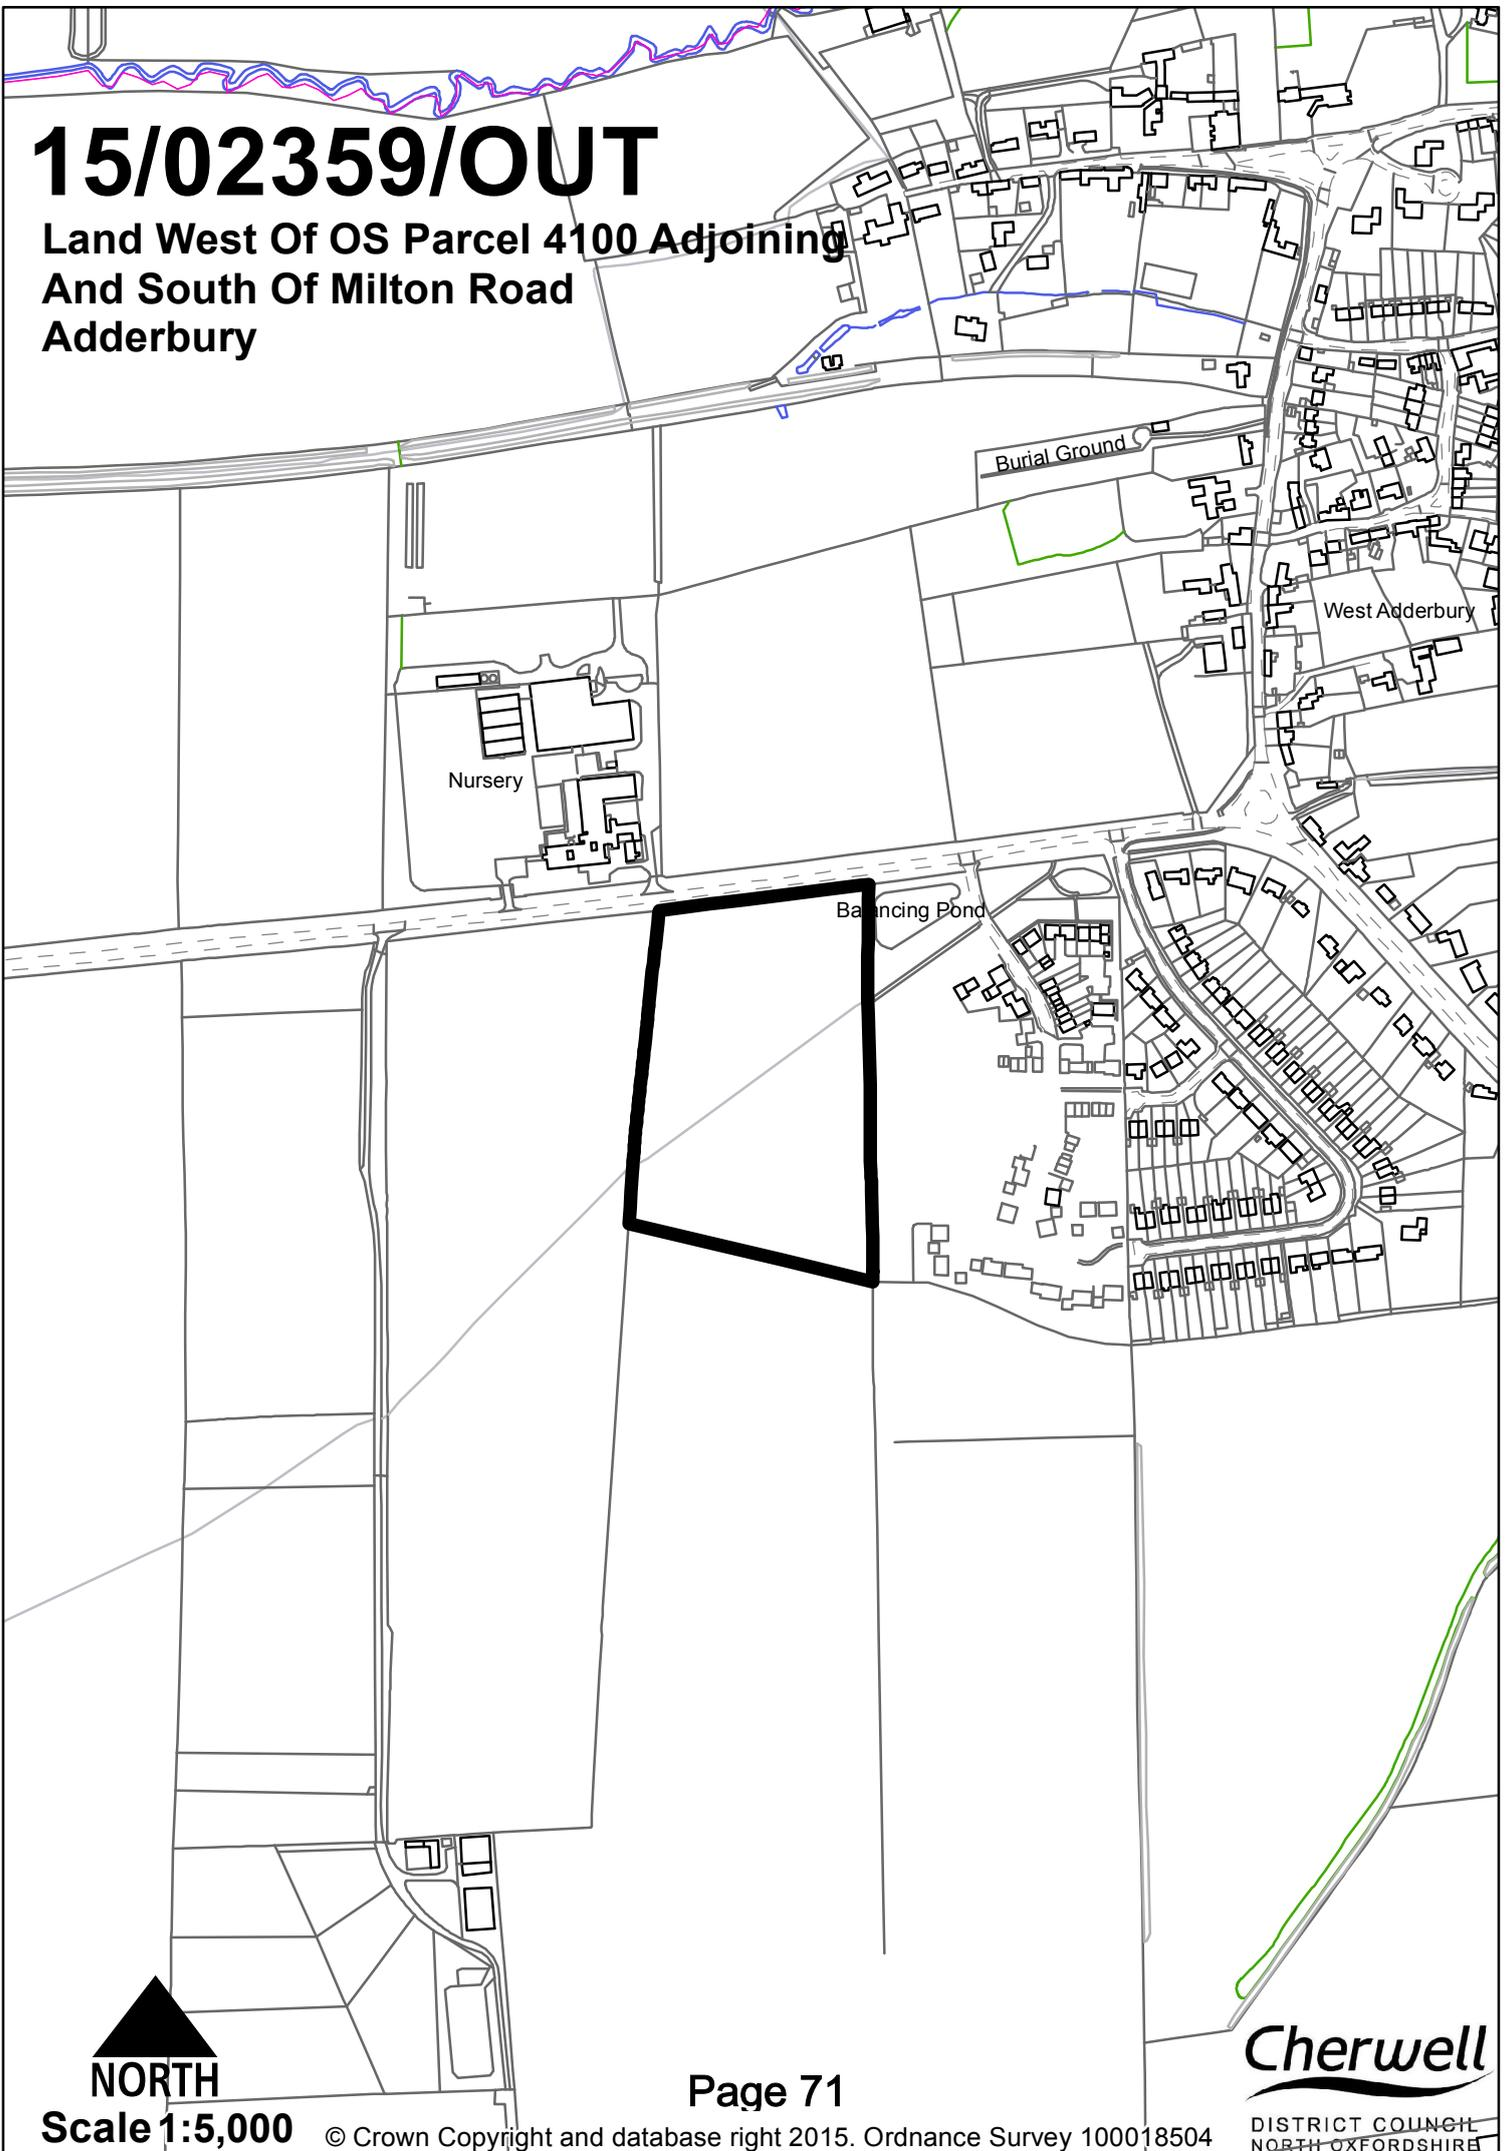 15/02359/OUT
Land West Of OS Parcel 4100 Adjoining
And South Of Milton Road
Adderbury
Burial Ground
West Adderbury
Nursery
Balancing Pond
NORTH
Scale 1:5,000
Page 71
© Crown Copyright and database right 2015. Ordnance Survey 100018504
Cherwell
DISTRICT COUNCIL
NORTH OXFORDSHIRE